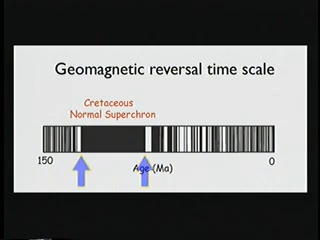 Geomagnetic reversal time scale
Cretaceous
Normal Superchron
150
Age (Ma)
0